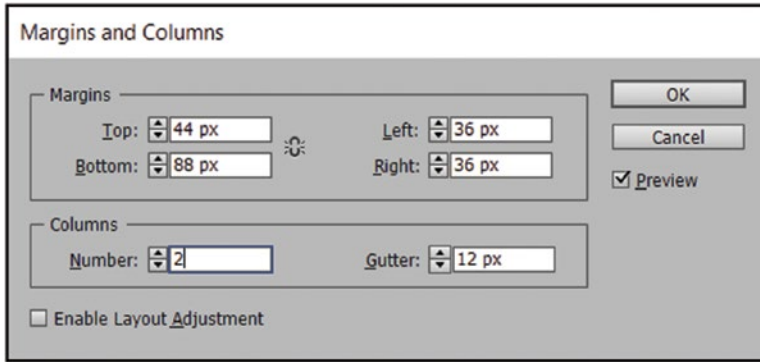 Margins and Columns
Margins
Top: 44 px
Left: 36 px
OK
Bottom: 88 px
Right: 36 px
Cancel
Preview
Columns
Number: 2
Gutter: 12 px
Enable Layout Adjustment